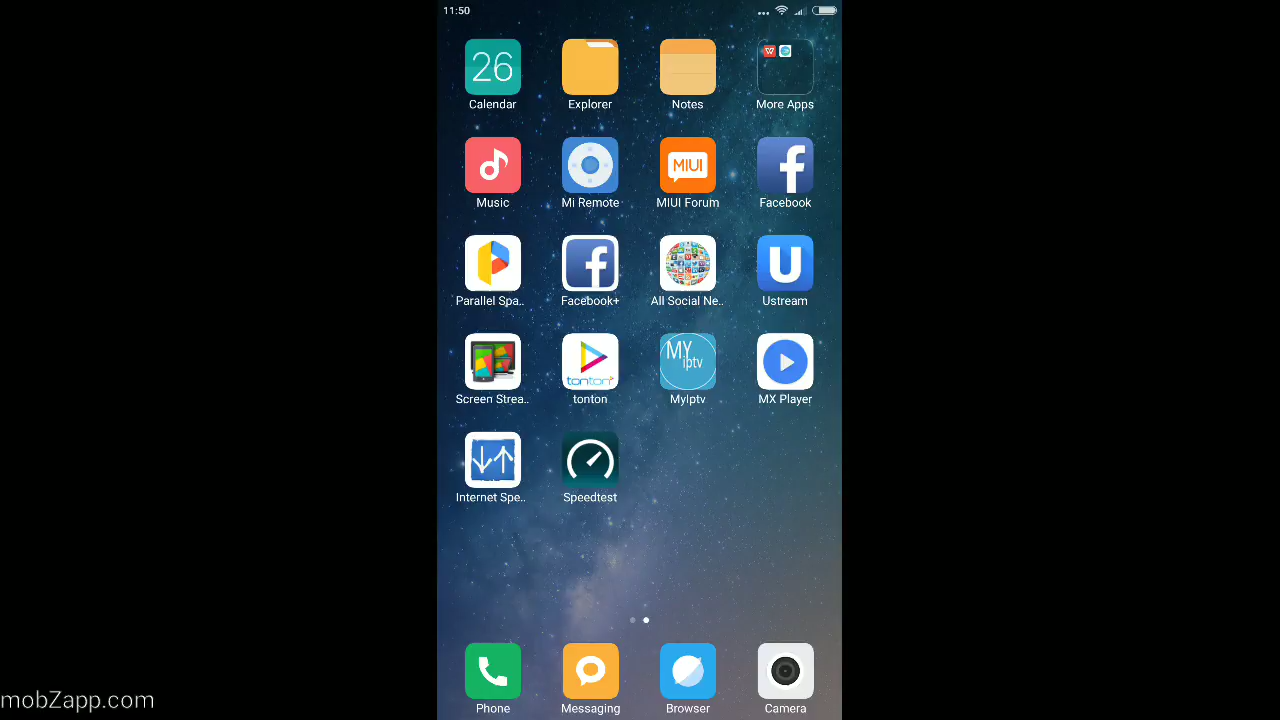 11:50
26
Calendar
Explorer
Notes
W
More Apps
Music
Mi Remote
MIUI
MIUI Forum
f
Facebook
Parallel Spa..
f
Facebook+
All Social Ne..
U
Ustream
Screen Strea..
tonton
tonton
MY
iptv
MyIptv
MX Player
Internet Spe..
Speedtest
Phone
Messaging
Browser
Camera
mobZapp.com